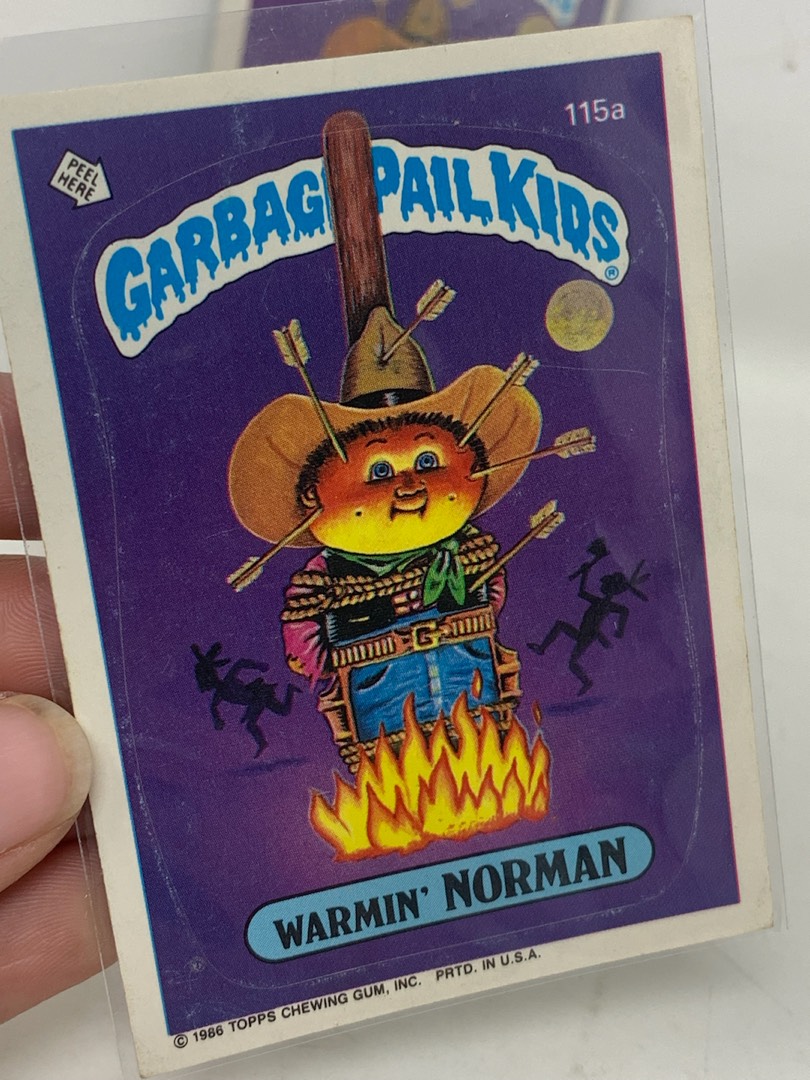 115a
PEEL
HERE
GARBAGE PAIL KIDS
®
G
WARMIN' NORMAN
© 1986 TOPPS CHEWING GUM, INC. PRTD. IN U.S.A.